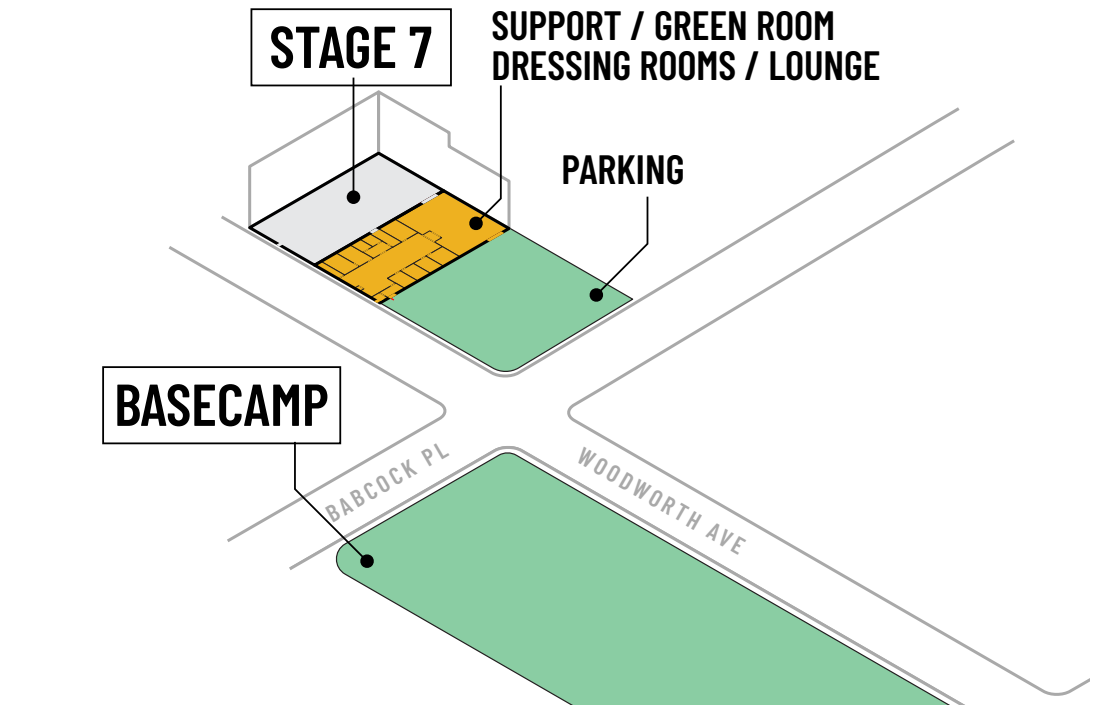 STAGE 7
SUPPORT / GREEN ROOM
DRESSING ROOMS / LOUNGE
PARKING
BASECAMP
BABCOCK PL
WOODWORTH AVE